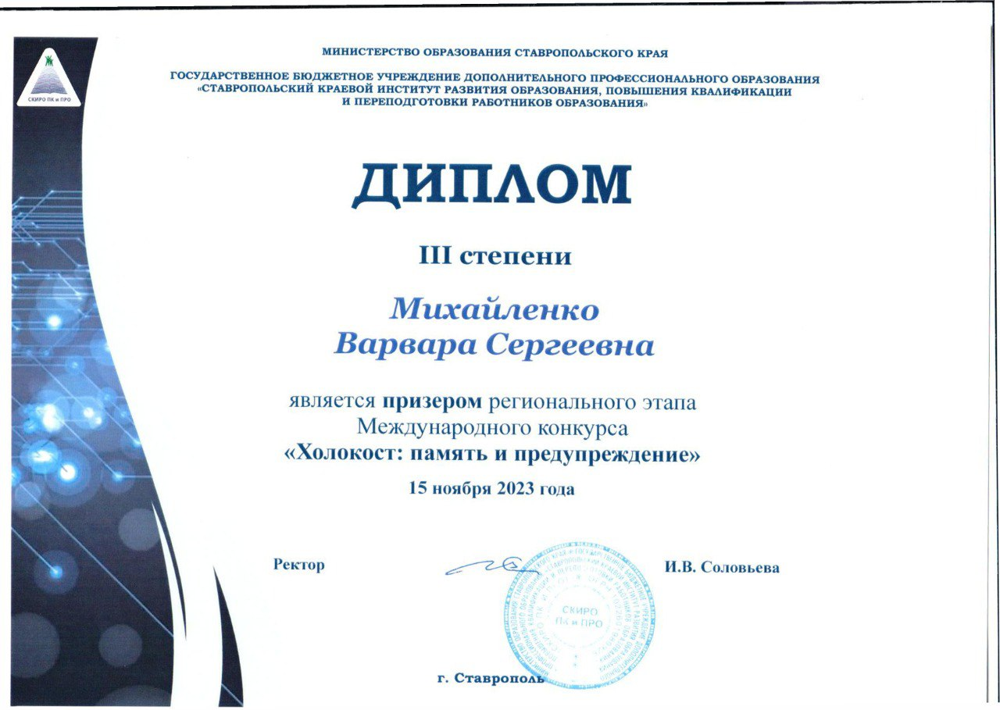 СКИРО ПК и ПРО
МИНИСТЕРСТВО ОБРАЗОВАНИЯ СТАВРОПОЛЬСКОГО КРАЯ
ГОСУДАРСТВЕННОЕ БЮДЖЕТНОЕ УЧРЕЖДЕНИЕ ДОПОЛНИТЕЛЬНОГО ПРОФЕССИОНАЛЬНОГО ОБРАЗОВАНИЯ
«СТАВРОПОЛЬСКИЙ КРАЕВОЙ ИНСТИТУТ РАЗВИТИЯ ОБРАЗОВАНИЯ, ПОВЫШЕНИЯ КВАЛИФИКАЦИИ
И ПЕРЕПОДГОТОВКИ РАБОТНИКОВ ОБРАЗОВАНИЯ»
ДИПЛОМ
III степени
Михайленко
Варвара Сергеевна
является призером регионального этапа
Международного конкурса
«Холокост: память и предупреждение»
15 ноября 2023 года
Ректор
И.В. Соловьева
СКИРО
ПК и ПРО
г. Ставрополь